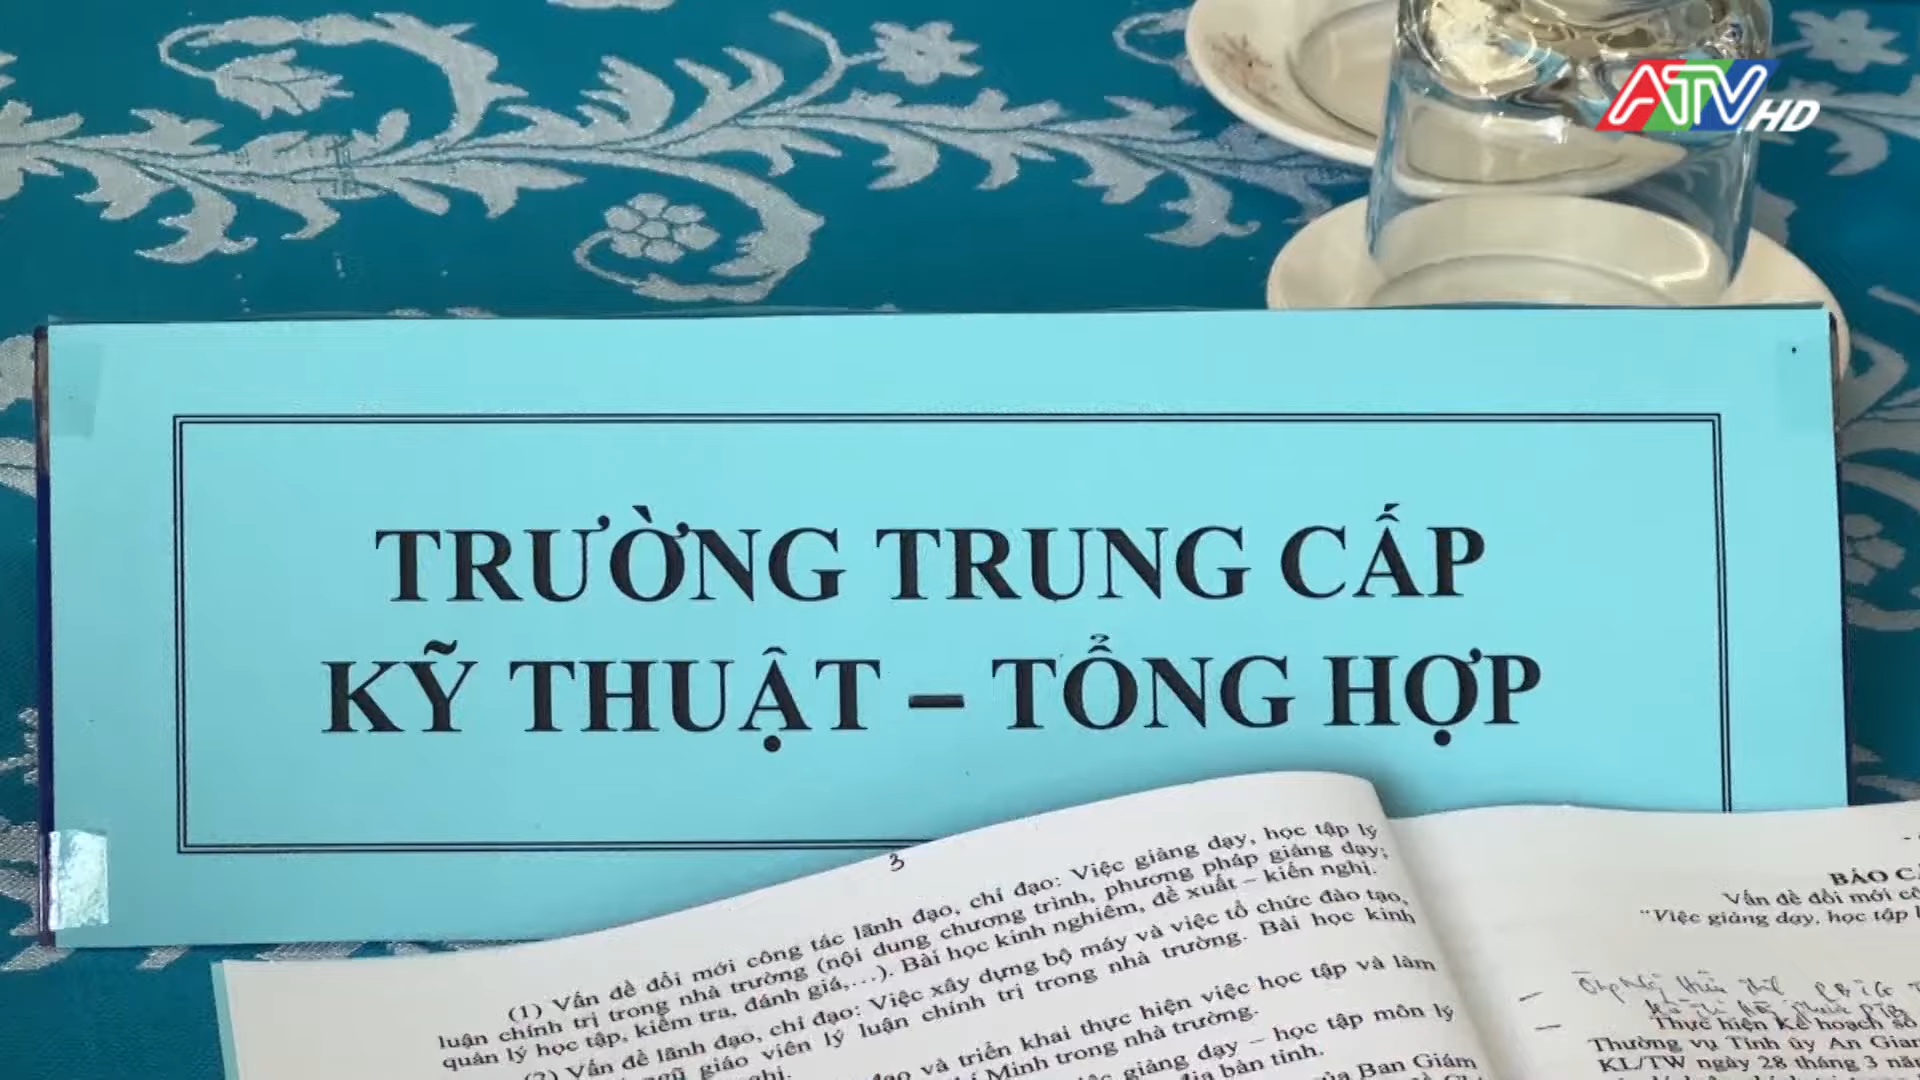 ATV HD
TRƯỜNG TRUNG CẤP
KỸ THUẬT – TỔNG HỢP
3
(1) Vấn đề đổi mới công tác lãnh đạo, chỉ đạo: Việc giảng dạy, học tập lý
luận chính trị trong nhà trường (nội dung chương trình, phương pháp giảng dạy;
quản lý học tập, kiểm tra, đánh giá,…). Bài học kinh nghiệm, đề xuất – kiến nghị.
(2) Vấn đề lãnh đạo, chỉ đạo: Việc xây dựng bộ máy và việc tổ chức đào tạo,
ngũ giáo viên lý luận chính trị trong nhà trường. Bài học kinh
nghị.
đạo và triển khai thực hiện việc học tập và làm
Minh trong nhà trường.
giảng dạy – học tập môn lý
địa bàn tỉnh.
của Ban Giám
BÁO C
Vấn đề đổi mới cô
"Việc giảng dạy, học tập l
Thực hiện Kế hoạch số
Thường vụ Tỉnh ủy An Gian
KL/TW ngày 28 tháng 3 nă